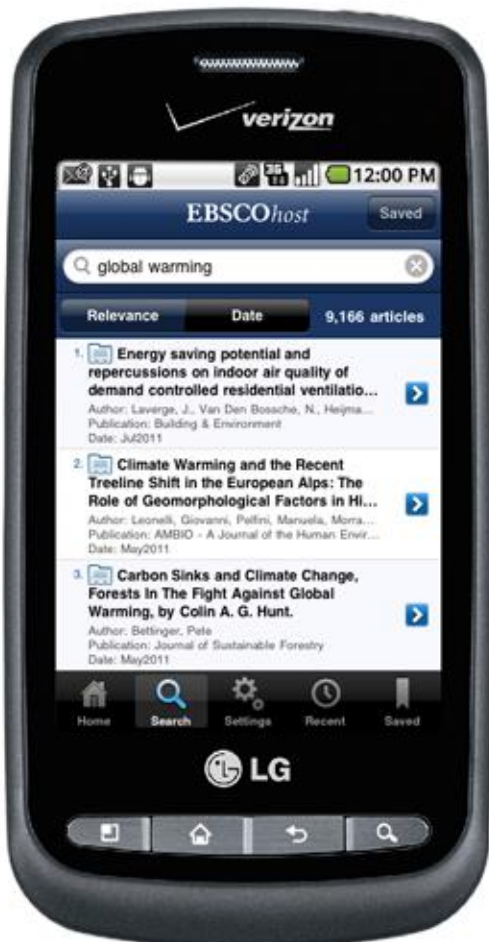 verizon
3G
12:00 PM
EBSCOhost
Saved
global warming
Relevance
Date
9,166 articles
1. Energy saving potential and
repercussions on indoor air quality of
demand controlled residential ventilatio...
Author: Laverge, J., Van Den Bossche, N., Heijma...
Publication: Building & Environment
Date: Jul2011
2. Climate Warming and the Recent
Treeline Shift in the European Alps: The
Role of Geomorphological Factors in Hi...
Author: Leonelli, Giovanni, Pelfini, Manuela, Morra...
Publication: AMBIO - A Journal of the Human Envir...
Date: May2011
3. Carbon Sinks and Climate Change,
Forests In The Fight Against Global
Warming, by Colin A. G. Hunt.
Author: Bettinger, Pete
Publication: Journal of Sustainable Forestry
Date: May2011
Home
Search
Settings
Recent
Saved
LG